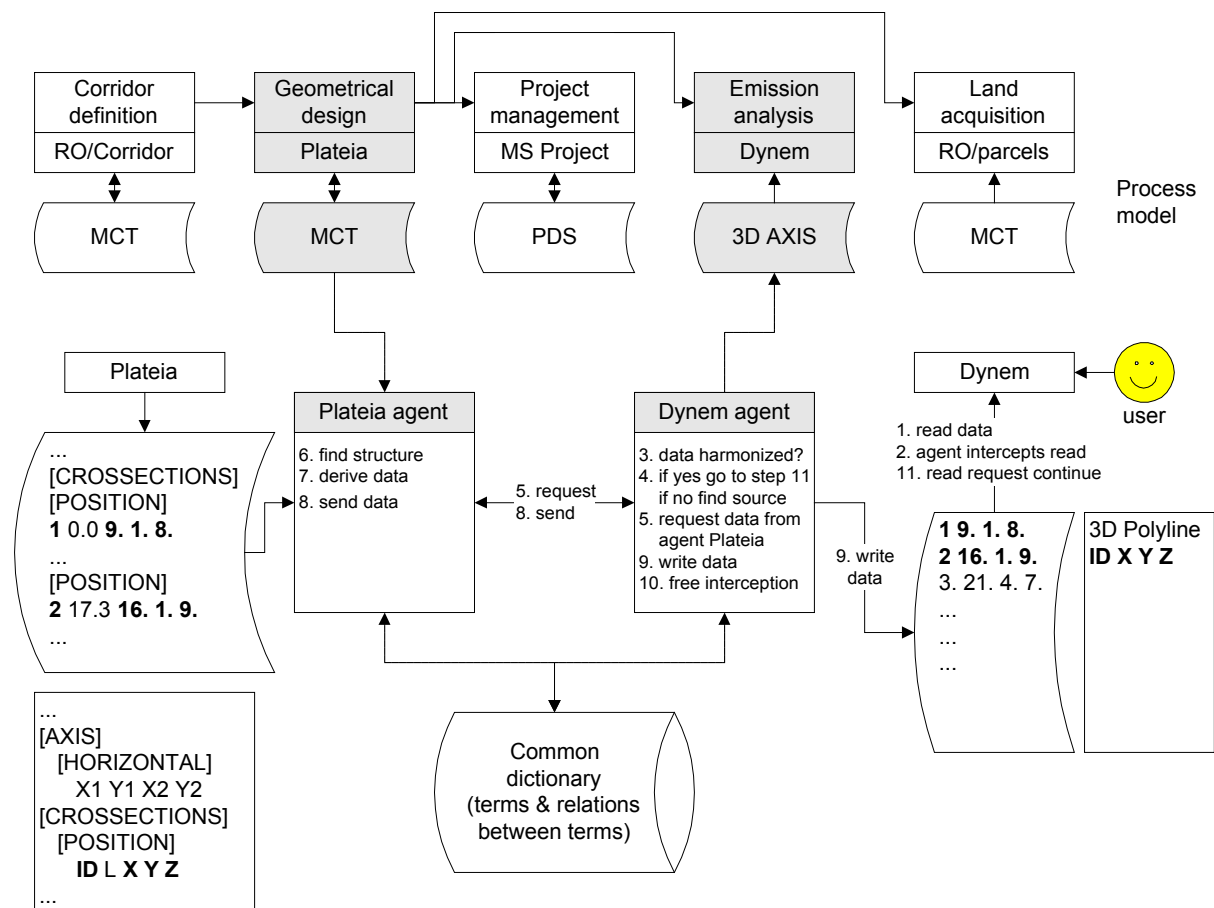 Corridor
definition
RO/Corridor
MCT
Geometrical
design
Plateia
MCT
Project
management
MS Project
PDS
Emission
analysis
Dynem
3D AXIS
Land
acquisition
RO/parcels
MCT
Process
model
Plateia
...
[CROSSECTIONS]
[POSITION]
1 0.0 9. 1. 8.
...
[POSITION]
2 17.3 16. 1. 9.
...
Plateia agent
6. find structure
7. derive data
8. send data
5. request
8. send
Dynem agent
3. data harmonized?
4. if yes go to step 11
if no find source
5. request data from
agent Plateia
9. write data
10. free interception
9. write
data
Dynem
user
1. read data
2. agent intercepts read
11. read request continue
1 9. 1. 8.
2 16. 1. 9.
3. 21. 4. 7.
...
...
...
3D Polyline
ID X Y Z
...
[AXIS]
[HORIZONTAL]
X1 Y1 X2 Y2
[CROSSECTIONS]
[POSITION]
ID L X Y Z
...
Common
dictionary
(terms & relations
between terms)